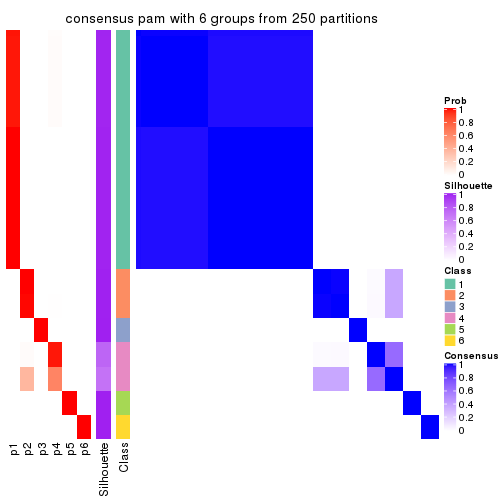 consensus pam with 6 groups from 250 partitions
Prob
1
0.8
0.6
0.4
0.2
0
Silhouette
1
0.8
0.6
0.4
0.2
0
Class
1
2
3
4
5
6
Consensus
1
0.8
0.6
0.4
0.2
0
p1
p2
p3
p4
p5
p6
Silhouette
Class